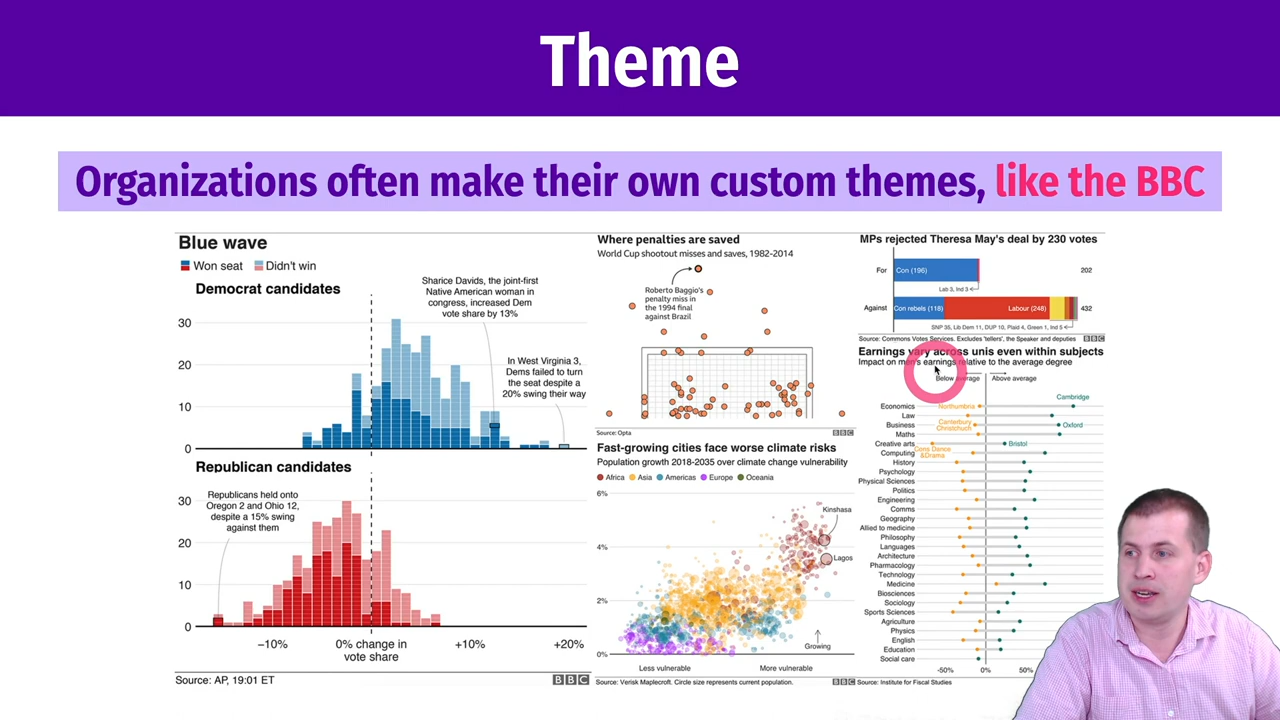 Theme
Organizations often make their own custom themes, like the BBC
Blue wave
Won seat Didn't win
Democrat candidates
Sharice Davids, the joint-first
Native American woman in
congress, increased Dem
vote share by 13%
In West Virginia 3,
Dems failed to turn
the seat despite a
20% swing their way
30
20
10
0
Republican candidates
Republicans held onto
Oregon 2 and Ohio 12,
despite a 15% swing
against them
30
20
10
0
−10%
0% change in
vote share
+10%
+20%
Source: AP, 19:01 ET
BBC
Where penalties are saved
World Cup shootout misses and saves, 1982-2014
Roberto Baggio's
penalty miss in
the 1994 final
against Brazil
Source: Opta
BBC
Fast-growing cities face worse climate risks
Population growth 2018-2035 over climate change vulnerability
Africa Asia Americas Europe Oceania
6%
Kinshasa
4%
Lagos
2%
Growing
0%
Less vulnerable More vulnerable
Source: Verisk Maplecroft. Circle size represents current population.
BBC
MPs rejected Theresa May's deal by 230 votes
For Con (196) 202
Lab 3, Ind 3
Against Con rebels (118) Labour (248) 432
SNP 35, Lib Dem 11, DUP 10, Plaid 4, Green 1, Ind 5
Source: Commons Votes Services. Excludes 'tellers', the Speaker and deputies
BBC
Earnings vary across unis even within subjects
Impact on men's earnings relative to the average degree
Below average Above average
Cambridge
Economics Northumbria
Law
Business Canterbury Christchurch Oxford
Maths
Creative arts Bristol
Computing Cons Dance &Drama
History
Psychology
Physical Sciences
Politics
Engineering
Comms
Geography
Allied to medicine
Philosophy
Languages
Architecture
Pharmacology
Technology
Medicine
Biosciences
Sociology
Sports Sciences
Agriculture
Physics
English
Education
Social care
-50% 0% 50%
Source: Institute for Fiscal Studies